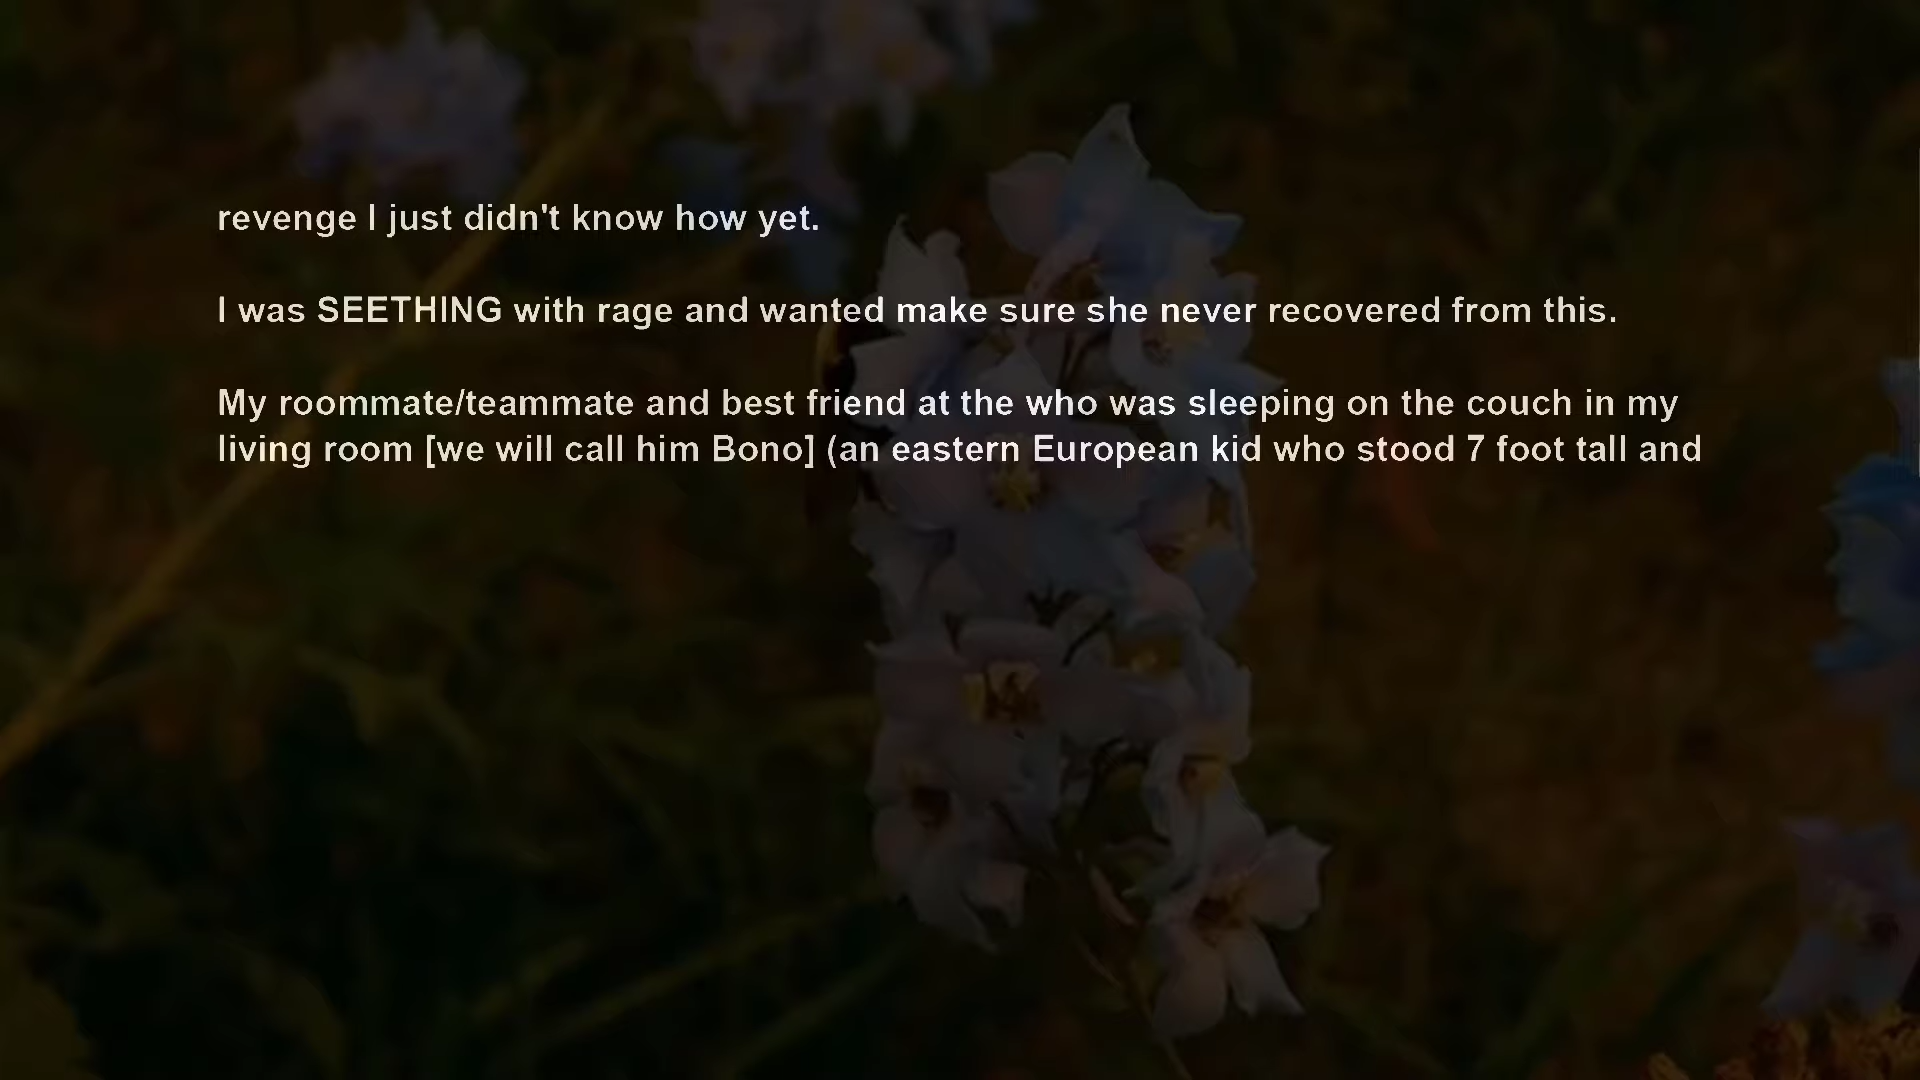 revenge I just didn't know how yet.
I was SEETHING with rage and wanted make sure she never recovered from this.
My roommate/teammate and best friend at the who was sleeping on the couch in my
living room [we will call him Bono] (an eastern European kid who stood 7 foot tall and